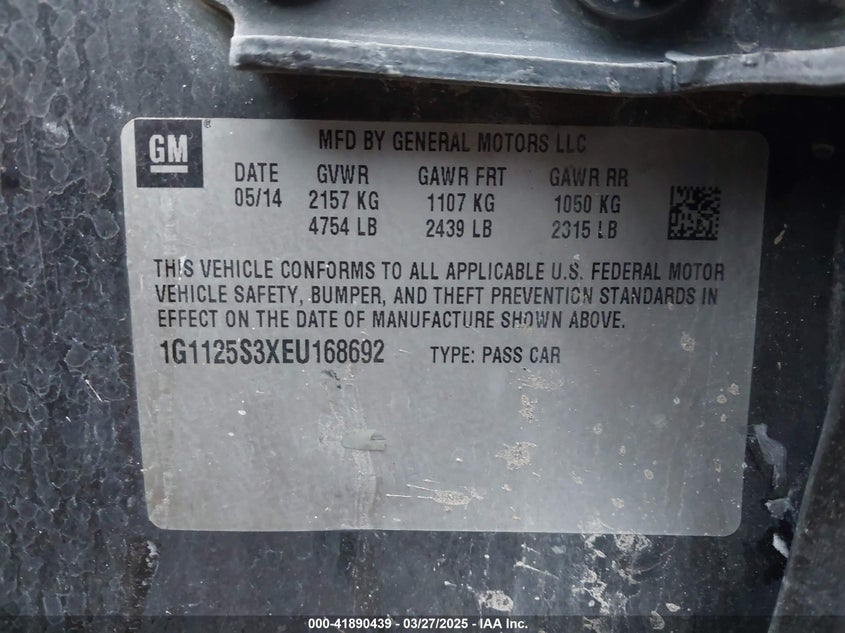 GM
MFD BY GENERAL MOTORS LLC
DATE GVWR GAWR FRT GAWR RR
05/14 2157 KG 1107 KG 1050 KG
4754 LB 2439 LB 2315 LB
THIS VEHICLE CONFORMS TO ALL APPLICABLE U.S. FEDERAL MOTOR
VEHICLE SAFETY, BUMPER, AND THEFT PREVENTION STANDARDS IN
EFFECT ON THE DATE OF MANUFACTURE SHOWN ABOVE.
1G1125S3XEU168692 TYPE: PASS CAR
000-41890439 | 03/27/2025 | IAA Inc.